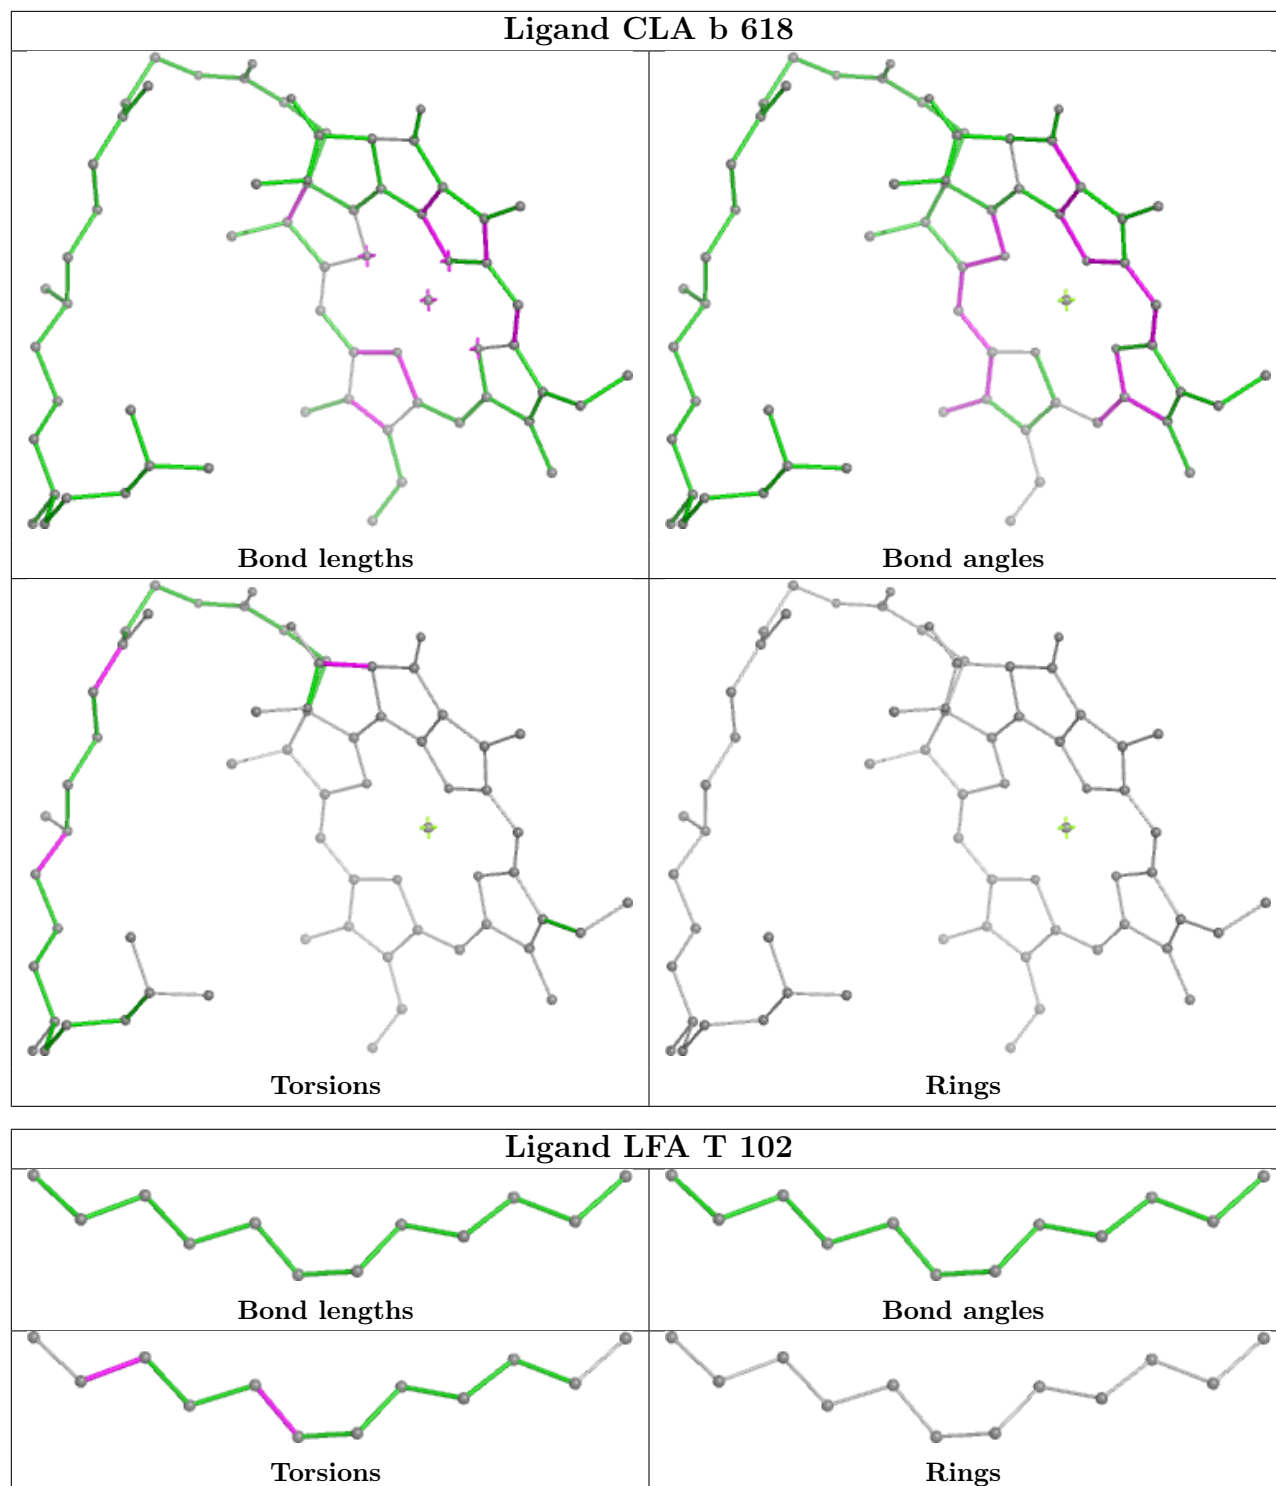 Ligand CLA b 618
Bond lengths
Bond angles
Torsions
Rings
Ligand LFA T 102
Bond lengths
Bond angles
Torsions
Rings